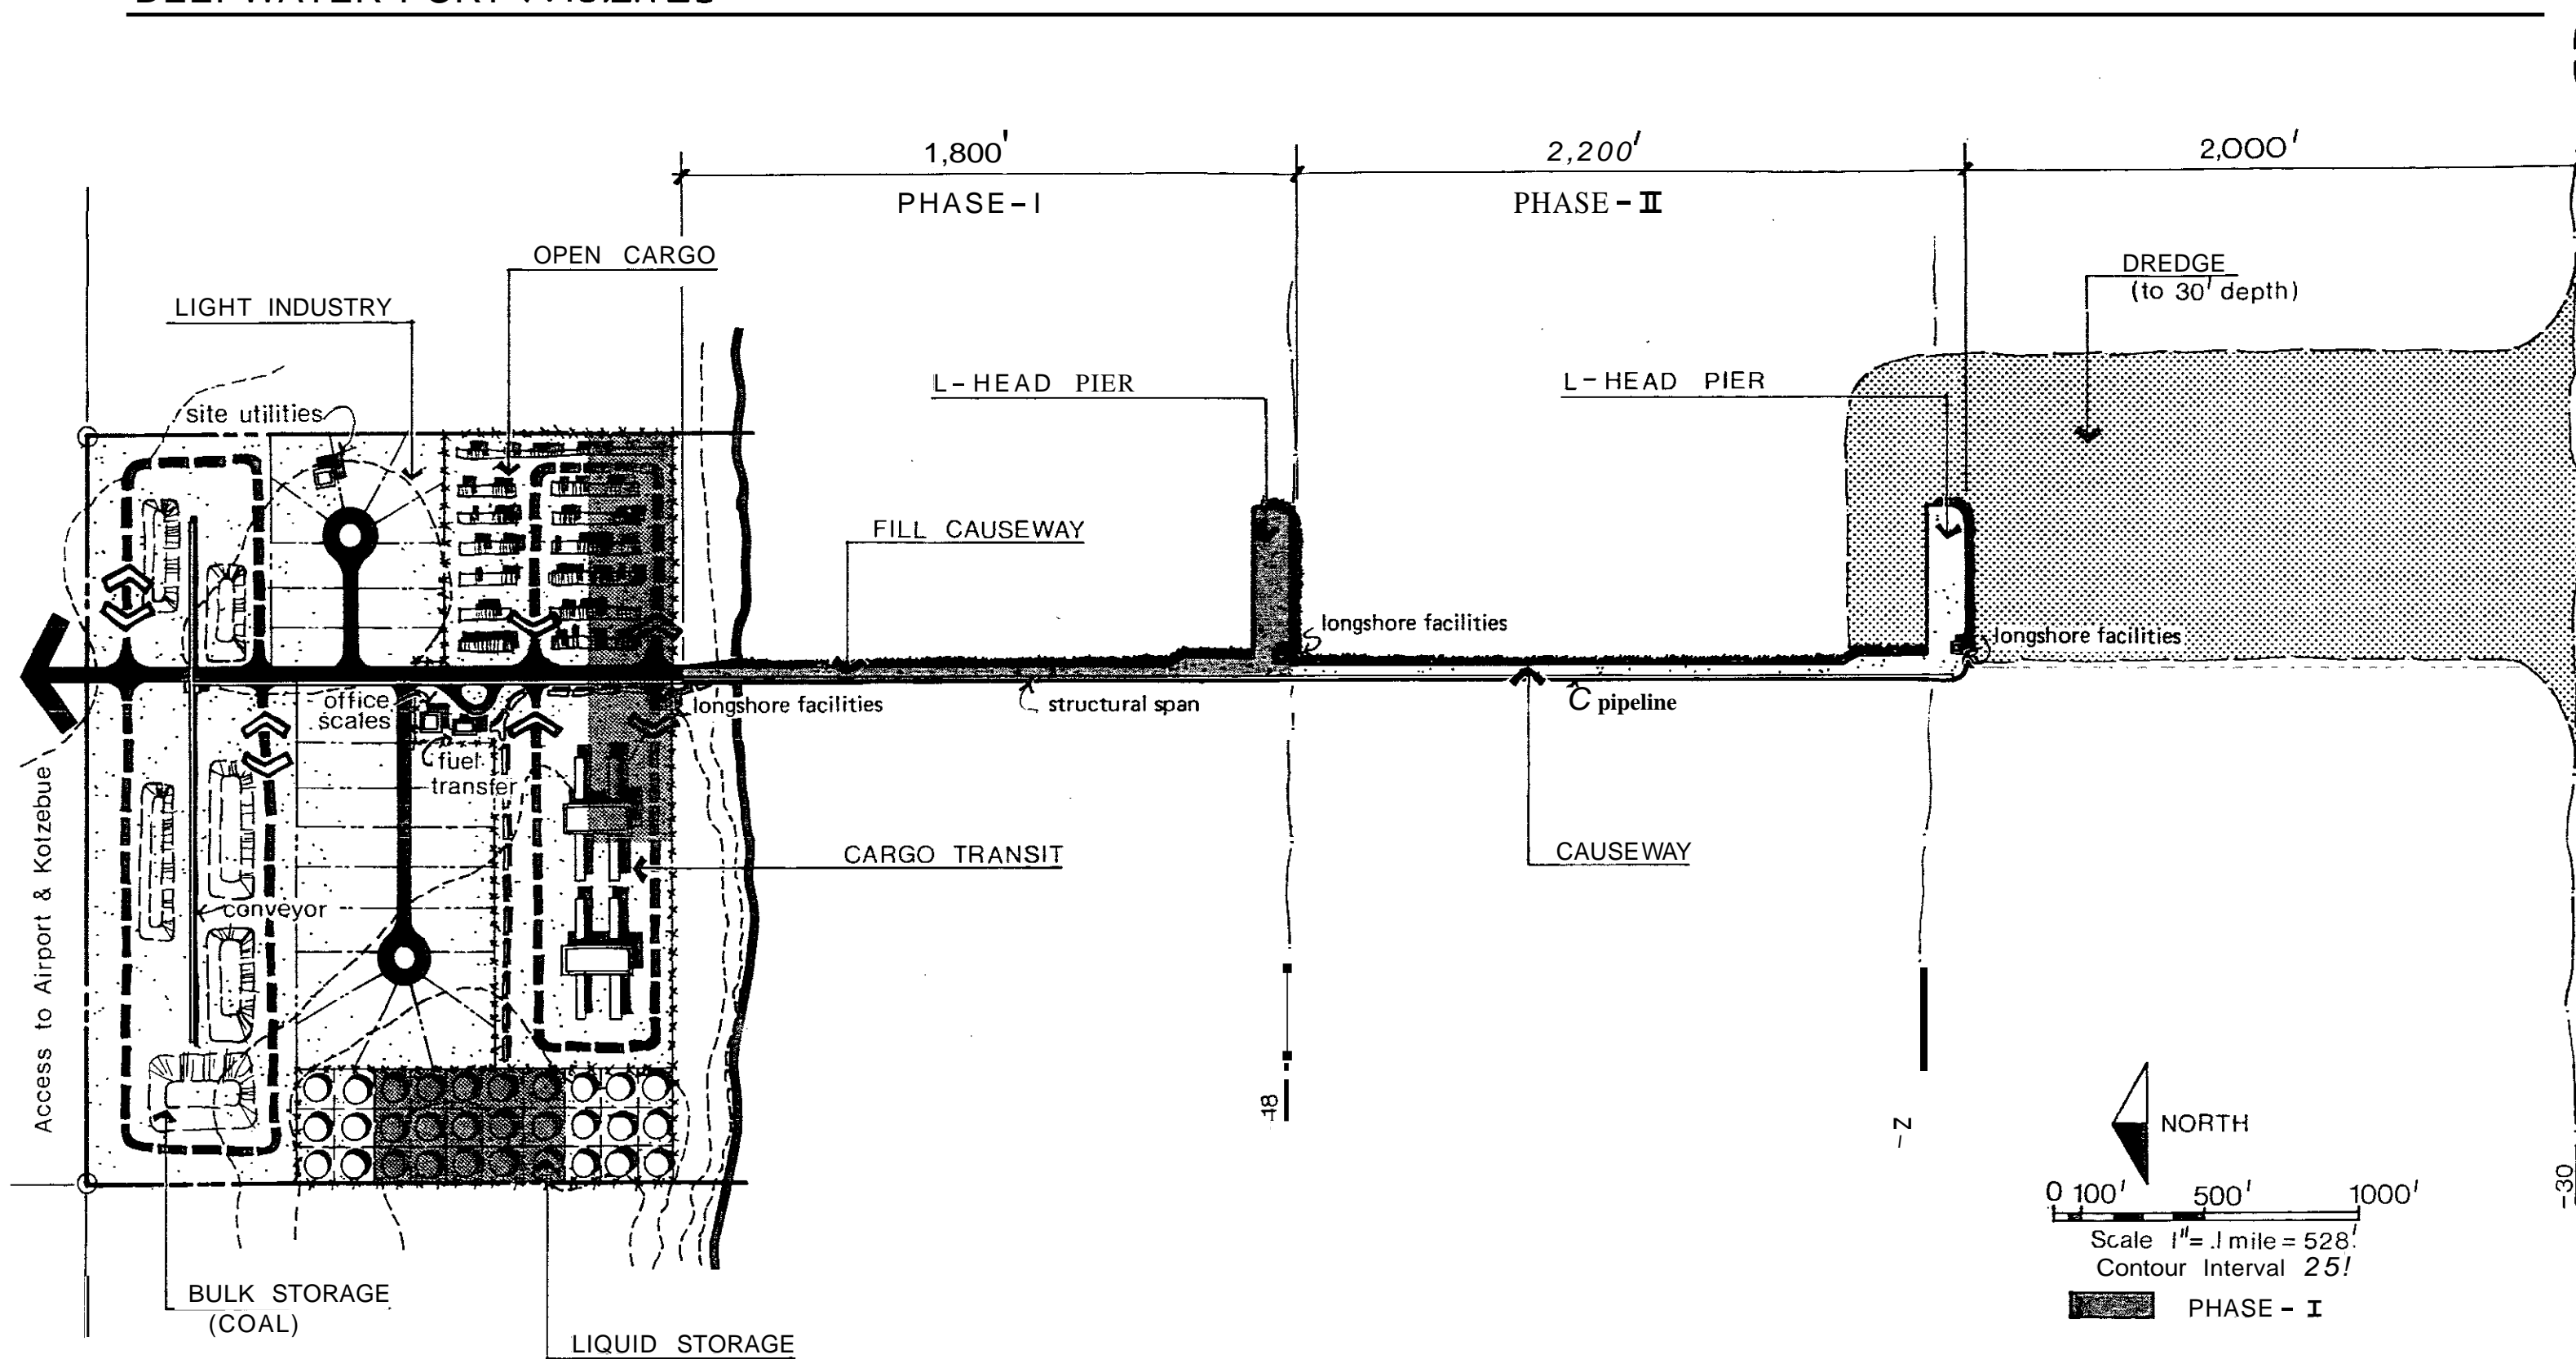 1,800'
2,200'
2,000'
PHASE-I
PHASE-II
OPEN CARGO
DREDGE
(to 30' depth)
LIGHT INDUSTRY
L-HEAD PIER
L-HEAD PIER
site utilities
FILL CAUSEWAY
longshore facilities
longshore facilities
office
scales
longshore facilities
structural span
pipeline
fuel
transfer
CARGO TRANSIT
CAUSEWAY
conveyor
Access to Airport & Kotzebue
-18
NORTH
-30
0 100' 500' 1000'
Scale 1"= .1 mile = 528'
Contour Interval 25'
BULK STORAGE
(COAL)
PHASE-I
LIQUID STORAGE